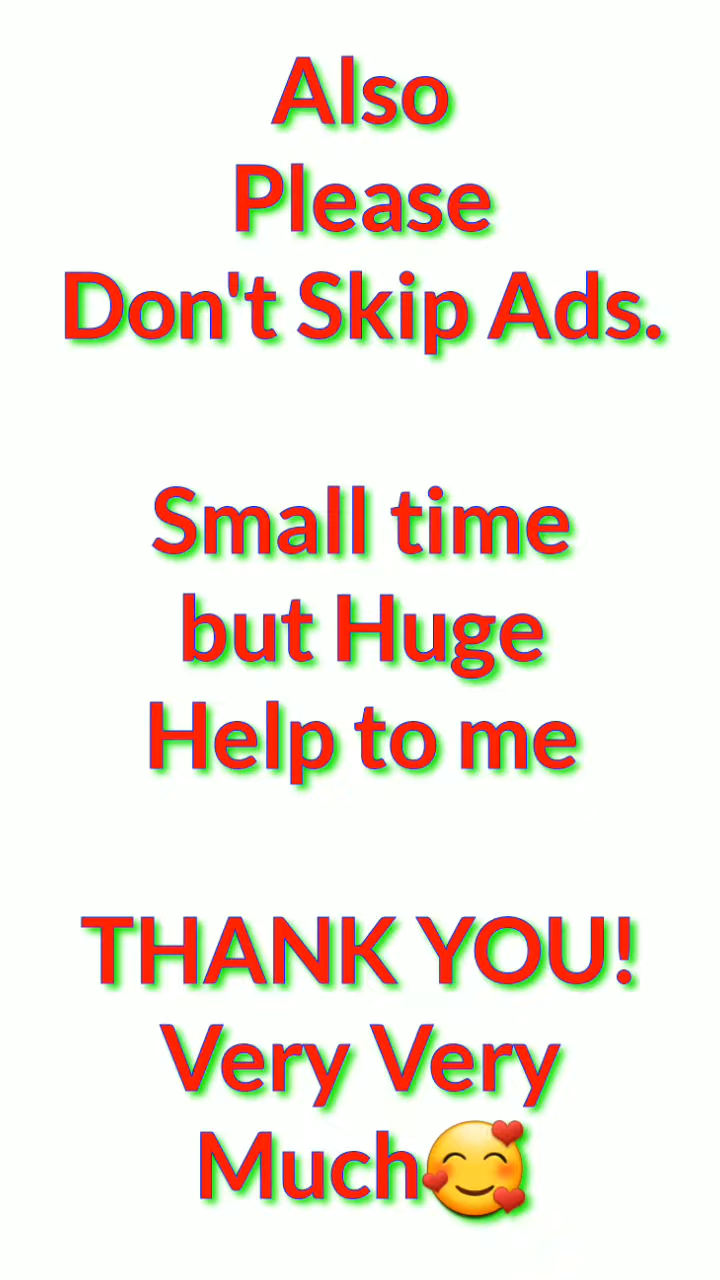 Also
Please
Don't Skip Ads.
Small time
but Huge
Help to me
THANK YOU!
Very Very
Much🥰